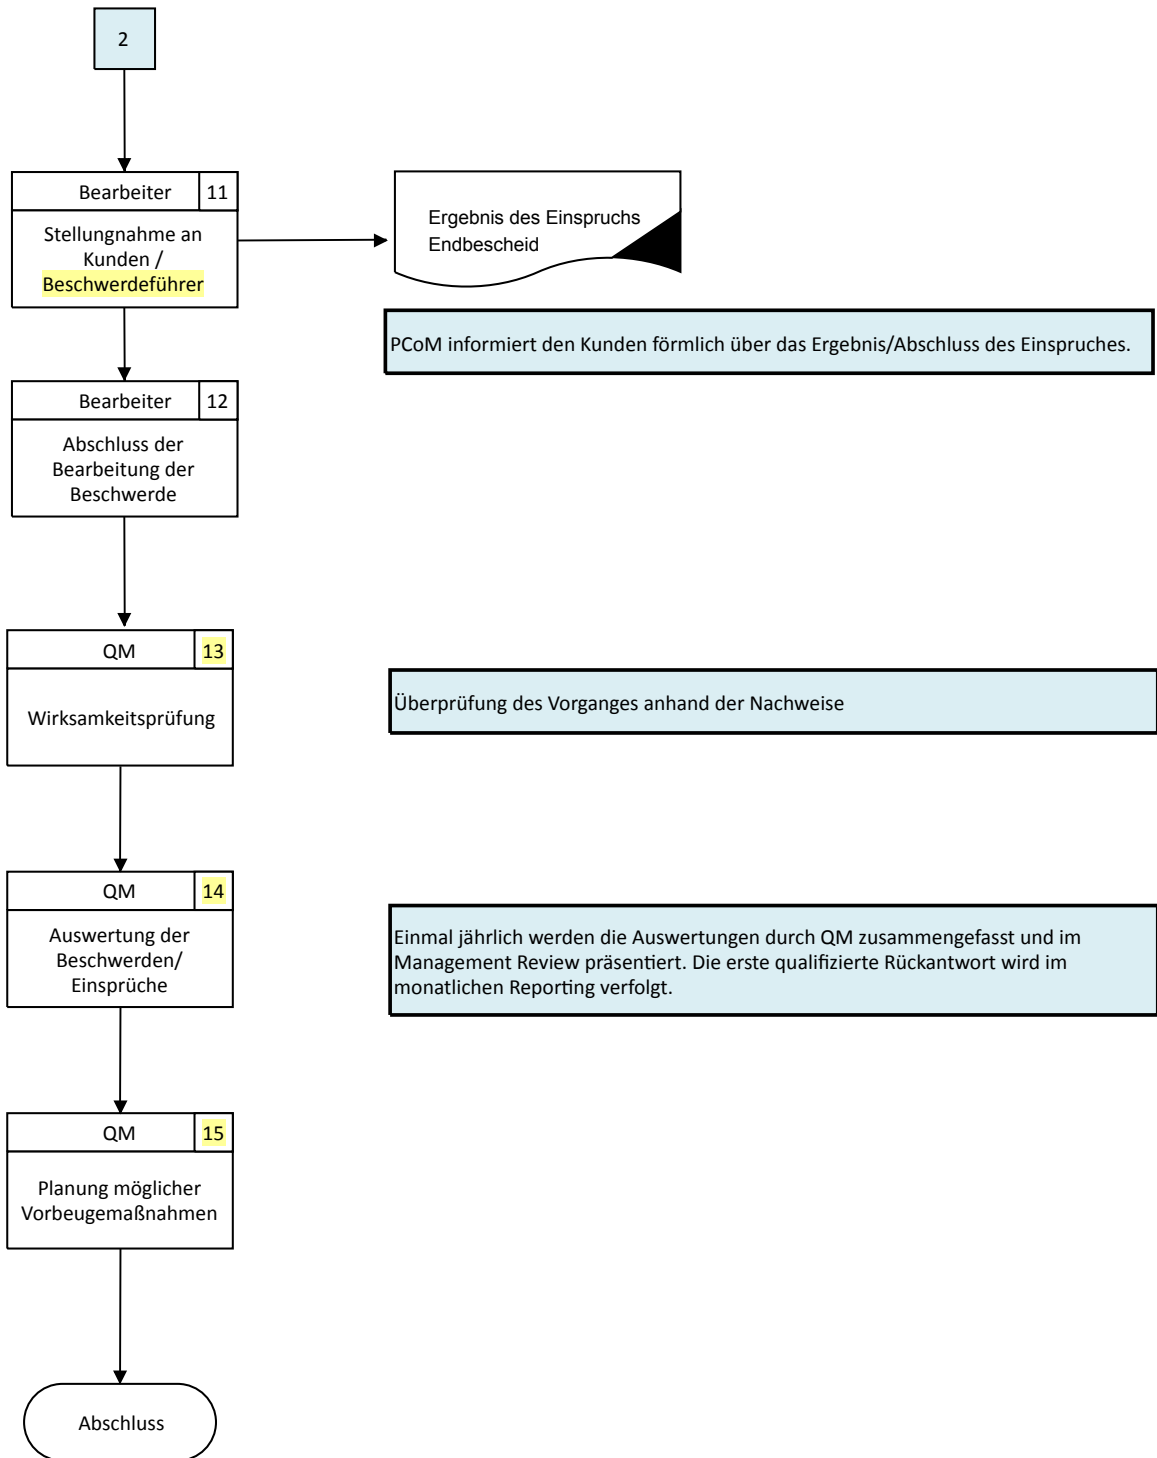 2
Bearbeiter 11
Stellungnahme an
Kunden /
Beschwerdeführer
Ergebnis des Einspruchs
Endbescheid
PCoM informiert den Kunden förmlich über das Ergebnis/Abschluss des Einspruches.
Bearbeiter 12
Abschluss der
Bearbeitung der
Beschwerde
QM 13
Wirksamkeitsprüfung
Überprüfung des Vorganges anhand der Nachweise
QM 14
Auswertung der
Beschwerden/
Einsprüche
Einmal jährlich werden die Auswertungen durch QM zusammengefasst und im
Management Review präsentiert. Die erste qualifizierte Rückantwort wird im
monatlichen Reporting verfolgt.
QM 15
Planung möglicher
Vorbeugemaßnahmen
Abschluss